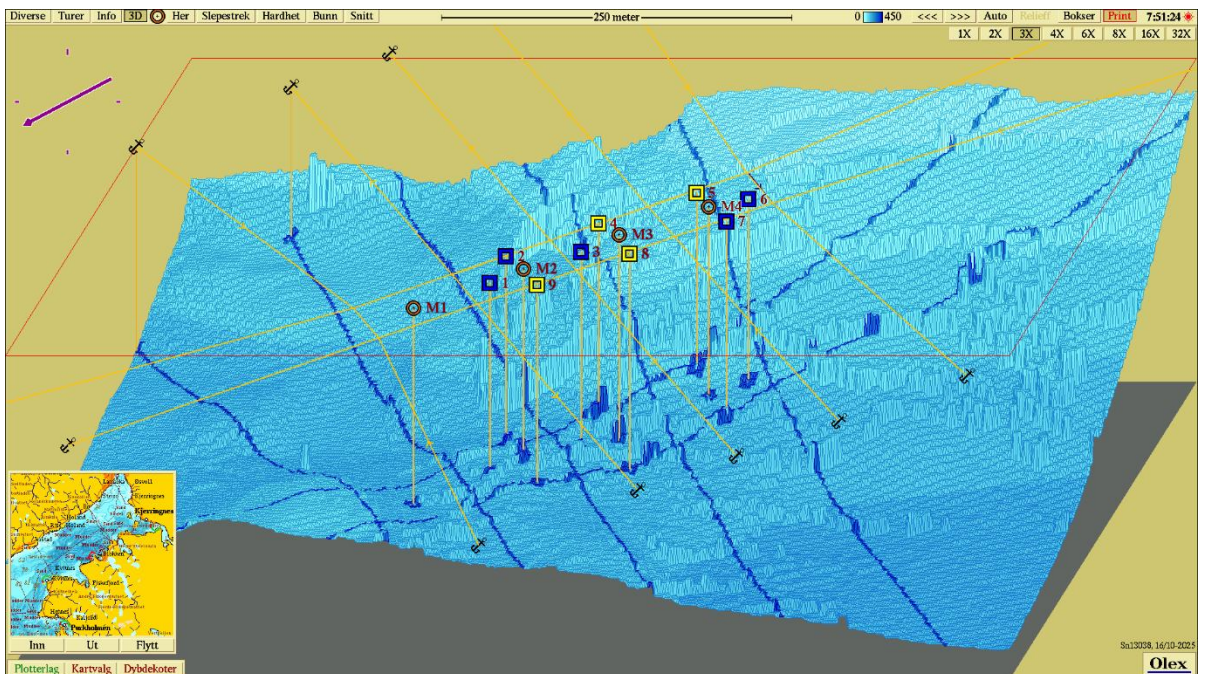 Diverse Turer Info 3D Her Slepestrek Hardhet Bunn Snitt 250 meter 0 450 <<< >>> Auto Relieff Bokser Print 7:51:24
1X 2X 3X 4X 6X 8X 16X 32X
5 6
M4
7
4
M3
2 3 8
M2
1 9
M1
Kjerringnes
Kjerringnes
Inn Ut Flytt
Sn13038, 16/10-2025
Plotterlag Kartvalg Dybdekoter
Olex